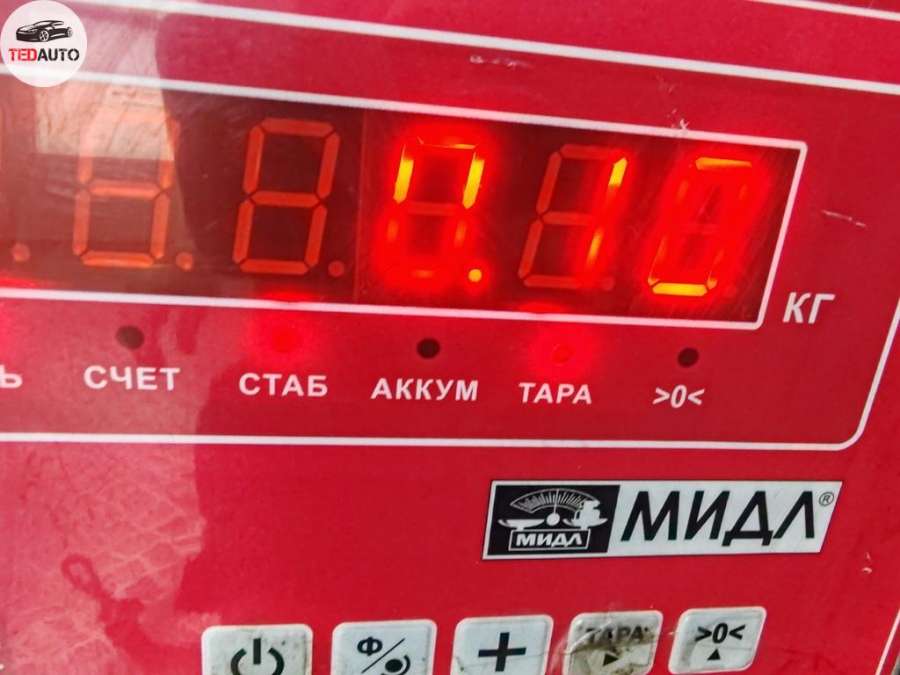 TEDAUTO
КГ
Ь СЧЕТ СТАБ АККУМ ТАРА >0<
МИДЛ МИДЛ®
Ф + ТАРА >0<